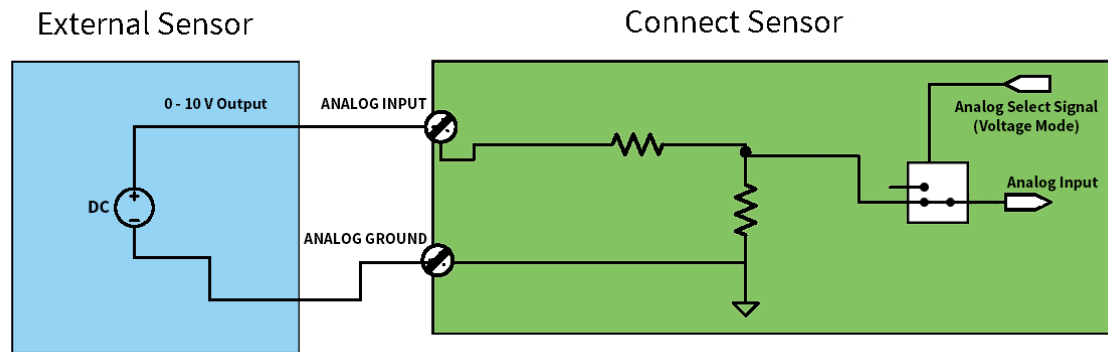 External Sensor
Connect Sensor
0 - 10 V Output
ANALOG INPUT
Analog Select Signal
(Voltage Mode)
Analog Input
DC
+
−
ANALOG GROUND